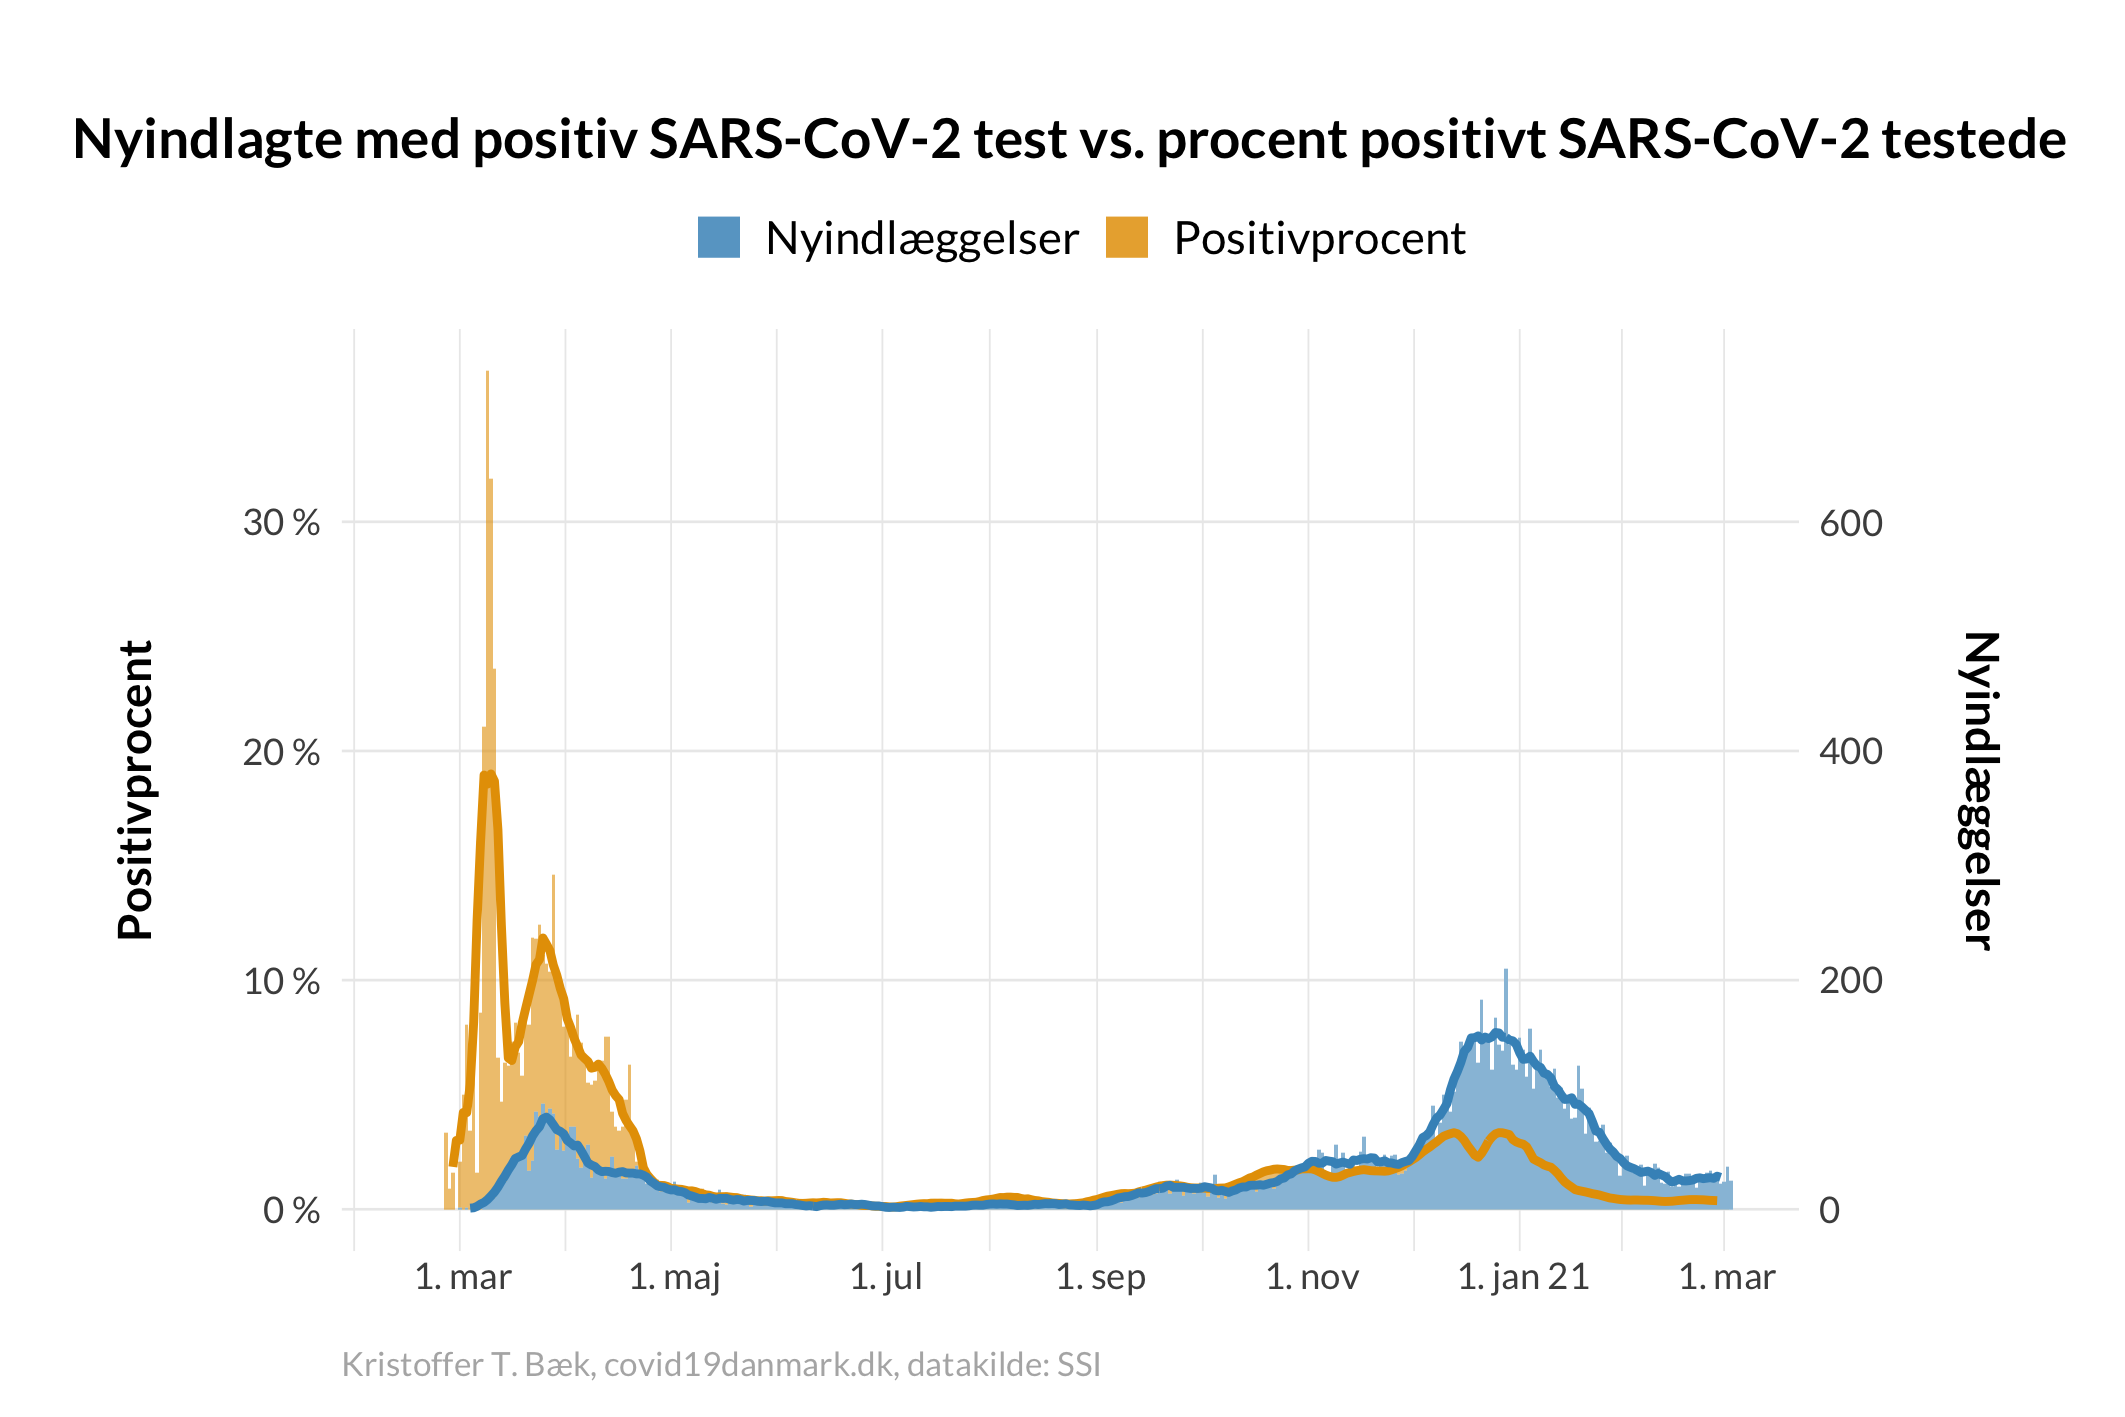 Nyindlagte med positiv SARS-CoV-2 test vs. procent positivt SARS-CoV-2 testede
Nyindlæggelser Positivprocent
Positivprocent
30 %
20 %
10 %
0 %
600
400
200
0
Nyindlæggelser
1. mar 1. maj 1. jul 1. sep 1. nov 1. jan 21 1. mar
Kristoffer T. Bæk, covid19danmark.dk, datakilde: SSI